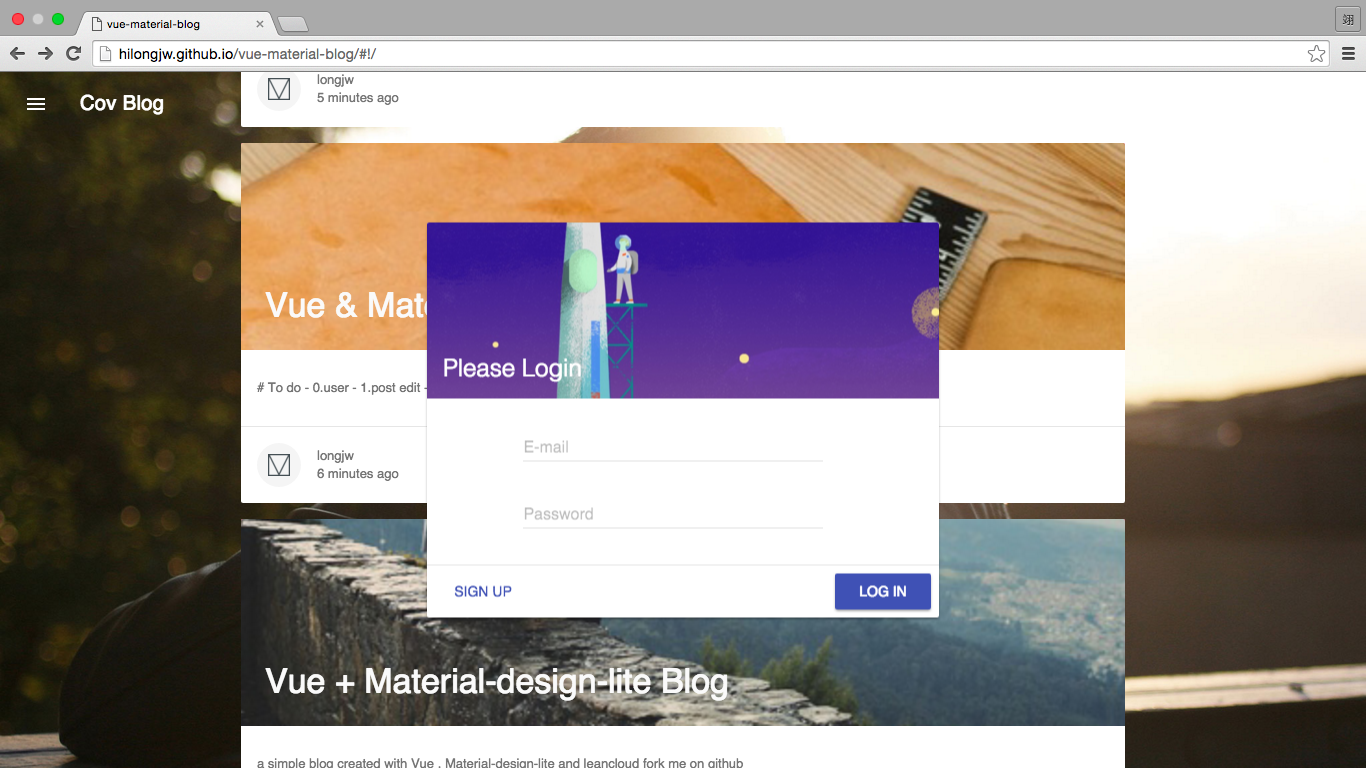 vue-material-blog
翊
hilongjw.github.io/vue-material-blog/#!/
Cov Blog
longjw
5 minutes ago
Vue & Mat
Please Login
# To do - 0.user - 1.post edit -
E-mail
longjw
6 minutes ago
Password
SIGN UP
LOG IN
Vue + Material-design-lite Blog
a simple blog created with Vue , Material-design-lite and leancloud fork me on github